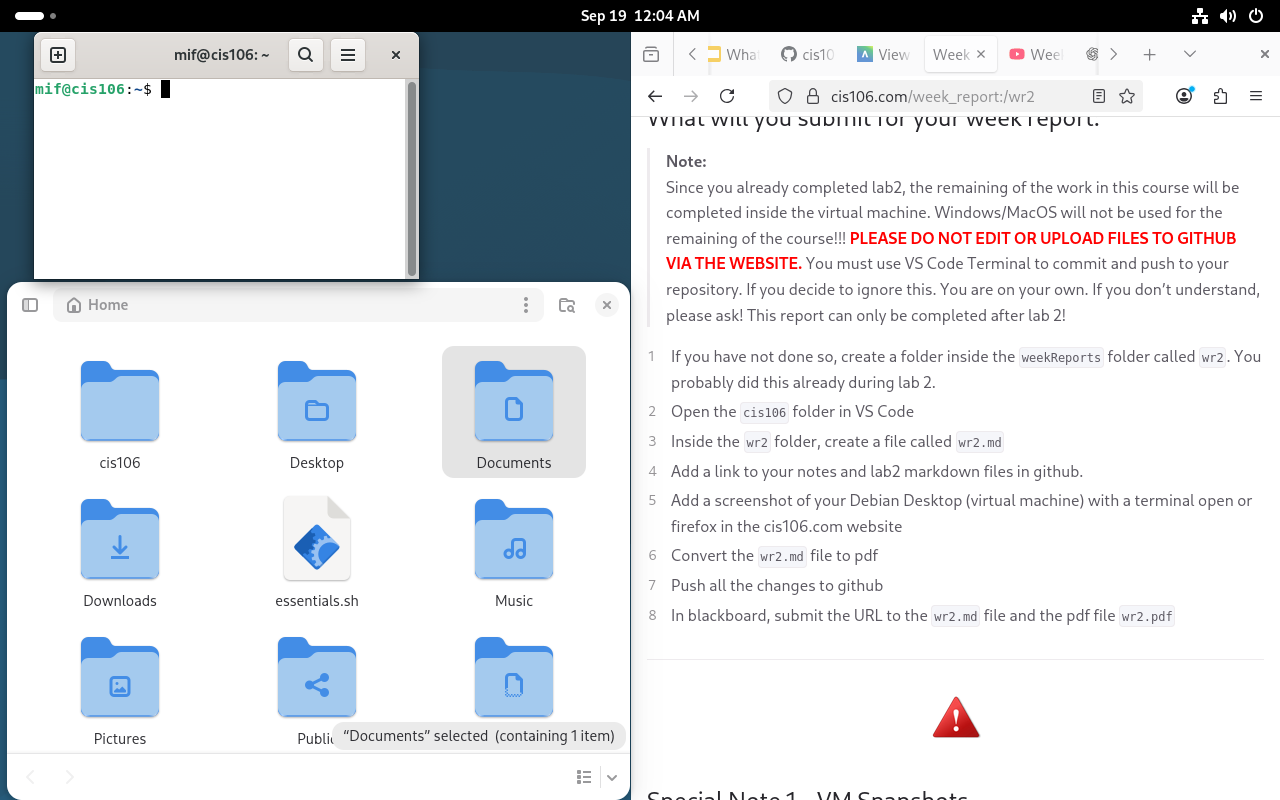 Sep 19 12:04 AM
mif@cis106: ~
mif@cis106:~$
Home
cis106
Desktop
Documents
Downloads
essentials.sh
Music
Pictures
Public
"Documents" selected (containing 1 item)
What
cis10
View
Week
Week
cis106.com/week_report:/wr2
What will you submit for your week report.
Note:
Since you already completed lab2, the remaining of the work in this course will be
completed inside the virtual machine. Windows/MacOS will not be used for the
remaining of the course!!! PLEASE DO NOT EDIT OR UPLOAD FILES TO GITHUB
VIA THE WEBSITE. You must use VS Code Terminal to commit and push to your
repository. If you decide to ignore this. You are on your own. If you don’t understand,
please ask! This report can only be completed after lab 2!
1 If you have not done so, create a folder inside the weekReports folder called wr2. You
probably did this already during lab 2.
2 Open the cis106 folder in VS Code
3 Inside the wr2 folder, create a file called wr2.md
4 Add a link to your notes and lab2 markdown files in github.
5 Add a screenshot of your Debian Desktop (virtual machine) with a terminal open or
firefox in the cis106.com website
6 Convert the wr2.md file to pdf
7 Push all the changes to github
8 In blackboard, submit the URL to the wr2.md file and the pdf file wr2.pdf
Special Note 1 - VM Snapshots